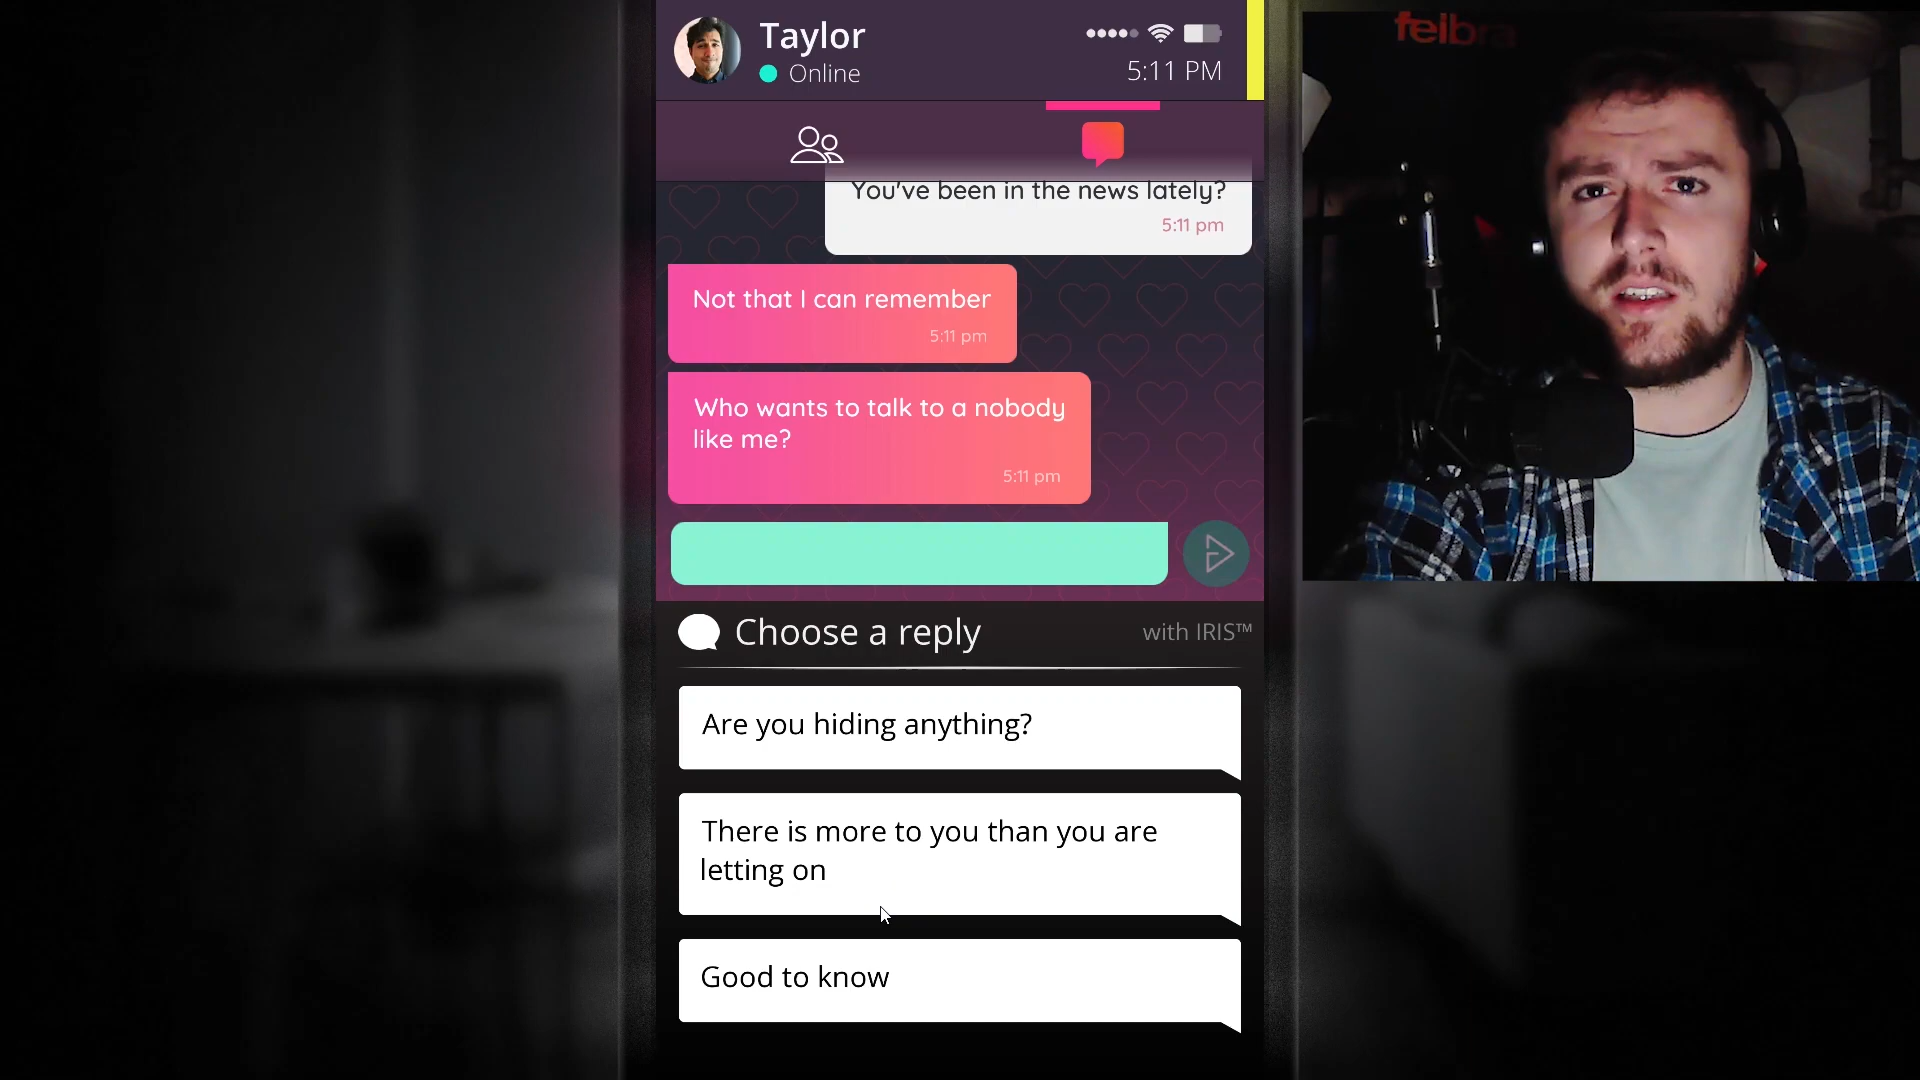 Taylor
Online
5:11 PM
You've been in the news lately?
5:11 pm
Not that I can remember
5:11 pm
Who wants to talk to a nobody
like me?
5:11 pm
Choose a reply
with IRIS™
Are you hiding anything?
There is more to you than you are
letting on
Good to know